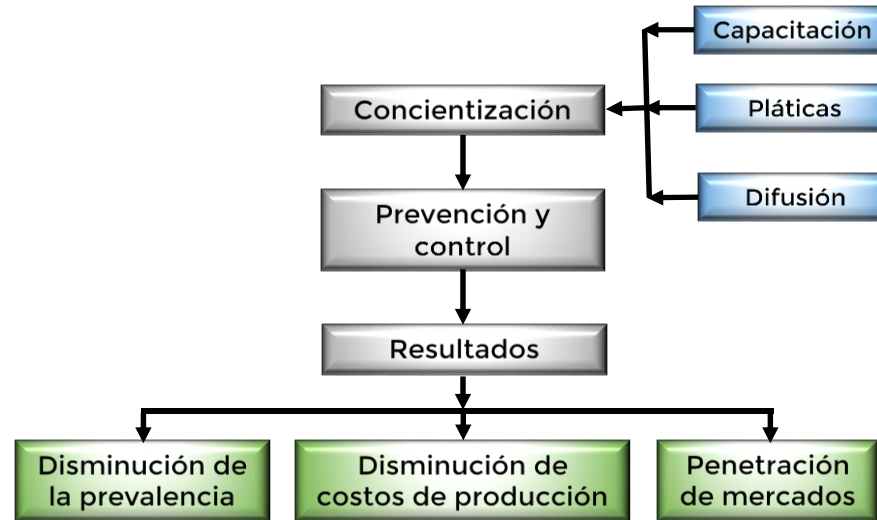 Capacitación
Concientización
Pláticas
Difusión
Prevención y
control
Resultados
Disminución de
la prevalencia
Disminución de
costos de producción
Penetración
de mercados